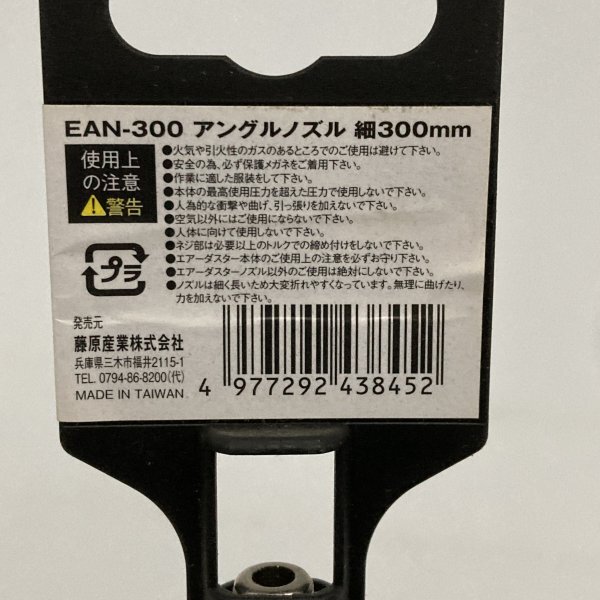 EAN-300 アングルノズル 細300mm
使用上
の注意
警告
●火気や引火性のガスのあるところでのご使用は避けて下さい。
●安全の為、必ず保護メガネをご着用下さい。
●作業に適した服装をして下さい。
●本体の最高使用圧力を超えた圧力で使用しないで下さい。
●人為的な衝撃や曲げ、引っ張りを加えないで下さい。
●空気以外にはご使用にならないで下さい。
●人体に向けて使用しないで下さい。
●ネジ部は必要以上のトルクでの締め付けをしないで下さい。
●エアーダスター本体のご使用上の注意を必ずお守り下さい。
●エアーダスターノズル以外のご使用は絶対にしないで下さい。
●ノズルは細く長いため大変折れやすくなっています。無理に曲げたり、
力を加えないで下さい。
プラ
発売元
藤原産業株式会社
兵庫県三木市福井2115-1
TEL. 0794-86-8200(代)
MADE IN TAIWAN
4 977292 438452